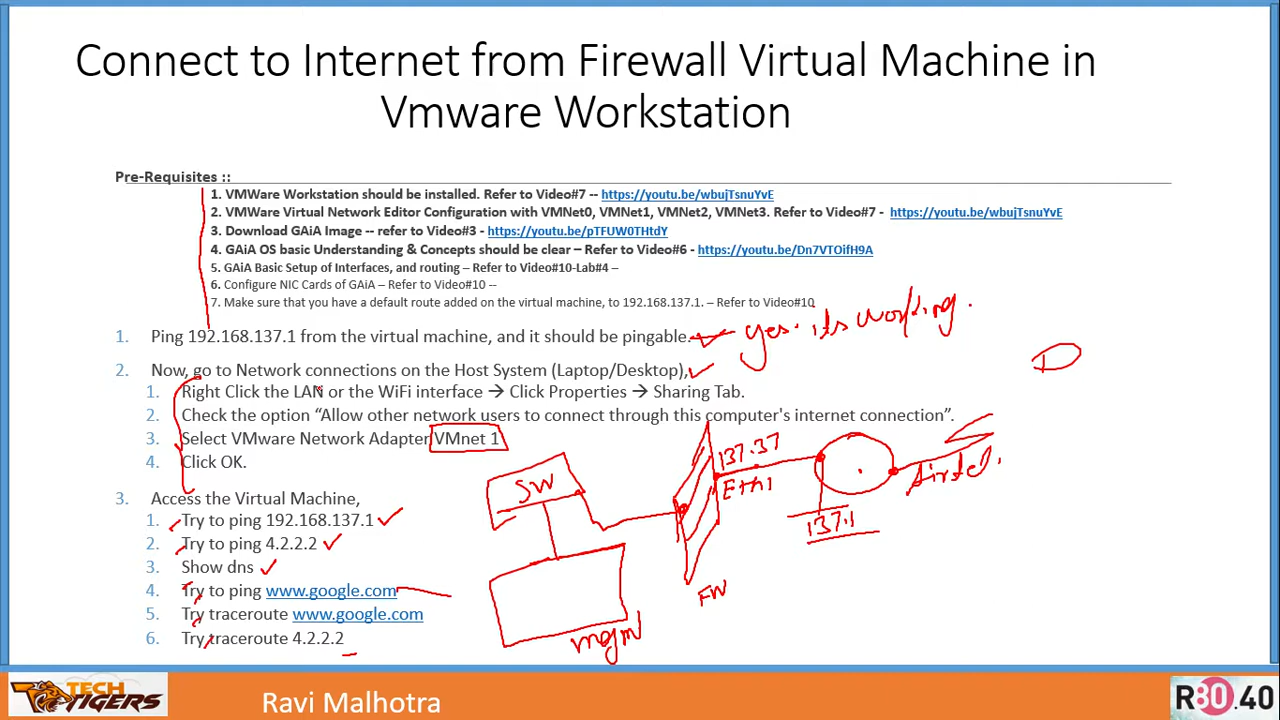 Connect to Internet from Firewall Virtual Machine in
Vmware Workstation
Pre-Requisites ::
1. VMWare Workstation should be installed. Refer to Video#7 -- https://youtu.be/wbujTsnuYvE
2. VMWare Virtual Network Editor Configuration with VMNet0, VMNet1, VMNet2, VMNet3. Refer to Video#7 - https://youtu.be/wbujTsnuYvE
3. Download GAiA Image -- refer to Video#3 - https://youtu.be/pTFUW0THtdY
4. GAiA OS basic Understanding & Concepts should be clear – Refer to Video#6 - https://youtu.be/Dn7VTOifH9A
5. GAiA Basic Setup of Interfaces, and routing – Refer to Video#10-Lab#4 –
6. Configure NIC Cards of GAiA – Refer to Video#10 --
7. Make sure that you have a default route added on the virtual machine, to 192.168.137.1. – Refer to Video#10
1. Ping 192.168.137.1 from the virtual machine, and it should be pingable.
yes. its working.
2. Now, go to Network connections on the Host System (Laptop/Desktop),
D
1. Right Click the LAN or the WiFi interface → Click Properties → Sharing Tab.
2. Check the option “Allow other network users to connect through this computer's internet connection”.
3. Select VMware Network Adapter VMnet 1
4. Click OK.
137.37
Eth1
Airtel.
SW
137.1
FW
mgm
3. Access the Virtual Machine,
1. Try to ping 192.168.137.1
2. Try to ping 4.2.2.2
3. Show dns
4. Try to ping www.google.com
5. Try traceroute www.google.com
6. Try traceroute 4.2.2.2
TECH
TIGERS
Ravi Malhotra
R80.40